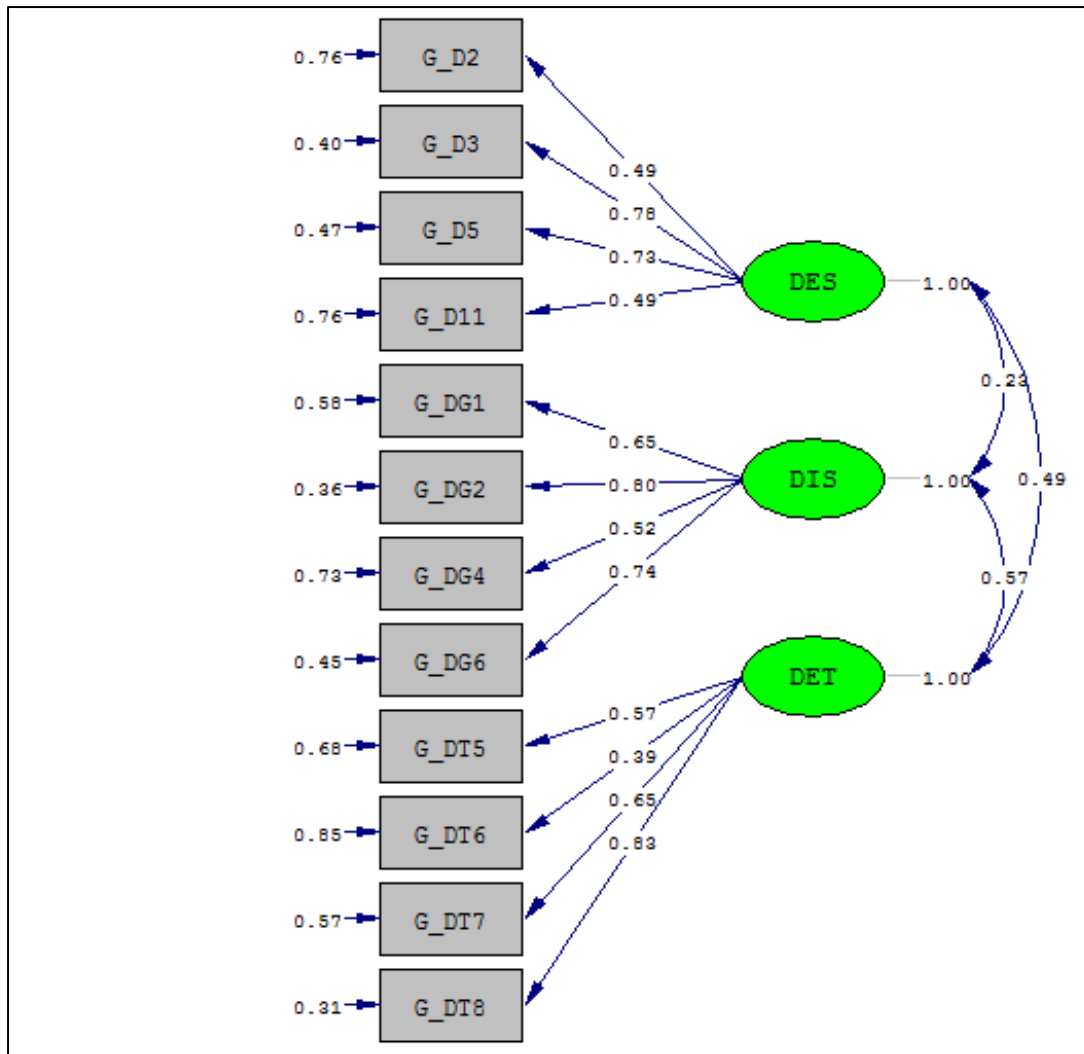 0.76 G_D2
0.49
0.40 G_D3
0.78
0.47 G_D5
0.73
0.76 G_D11
0.49
DES 1.00
0.58 G_DG1
0.65
0.23
0.36 G_DG2
0.80
DIS 1.00
0.49
0.73 G_DG4
0.52
0.74
0.57
0.45 G_DG6
DET 1.00
0.68 G_DT5
0.57
0.85 G_DT6
0.39
0.65
0.83
0.57 G_DT7
0.31 G_DT8